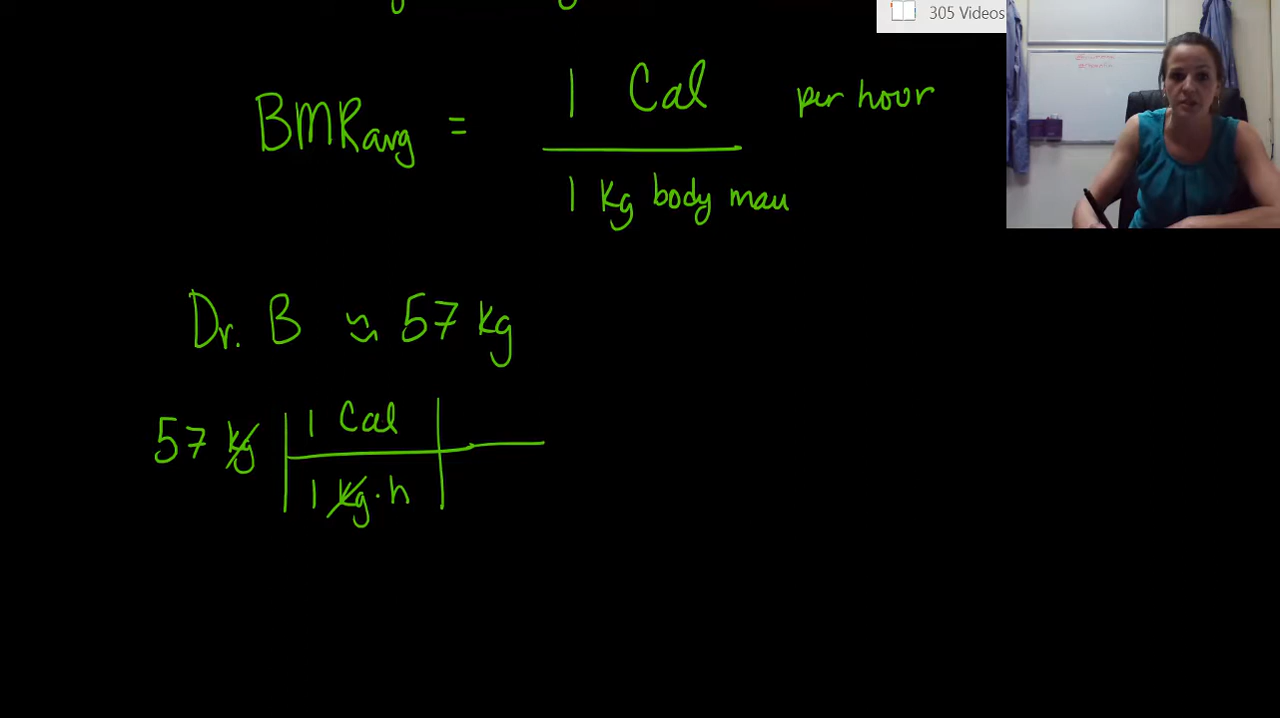 305 Videos
1 Cal per hour
BMRavg =
1 kg body mass
Dr. B ≈ 57 kg
57 kg 1 Cal
1 kg · h